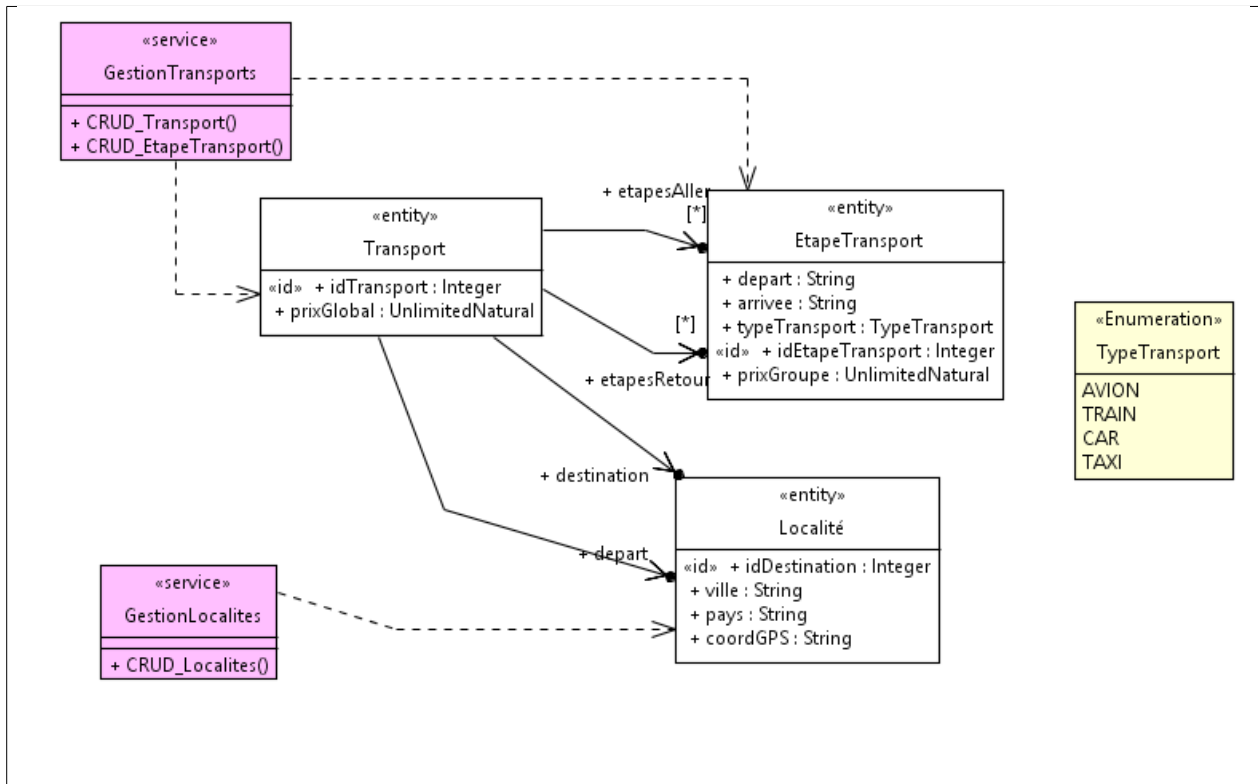 «service»
GestionTransports
+ CRUD_Transport()
+ CRUD_EtapeTransport()
«entity»
Transport
«id» + idTransport : Integer
+ prixGlobal : UnlimitedNatural
+ etapesAller
[*]
«entity»
EtapeTransport
+ depart : String
+ arrivee : String
+ typeTransport : TypeTransport
«id» + idEtapeTransport : Integer
+ prixGroupe : UnlimitedNatural
[*]
+ etapesRetour
«Enumeration»
TypeTransport
AVION
TRAIN
CAR
TAXI
+ destination
+ depart
«entity»
Localité
«id» + idDestination : Integer
+ ville : String
+ pays : String
+ coordGPS : String
«service»
GestionLocalites
+ CRUD_Localites()